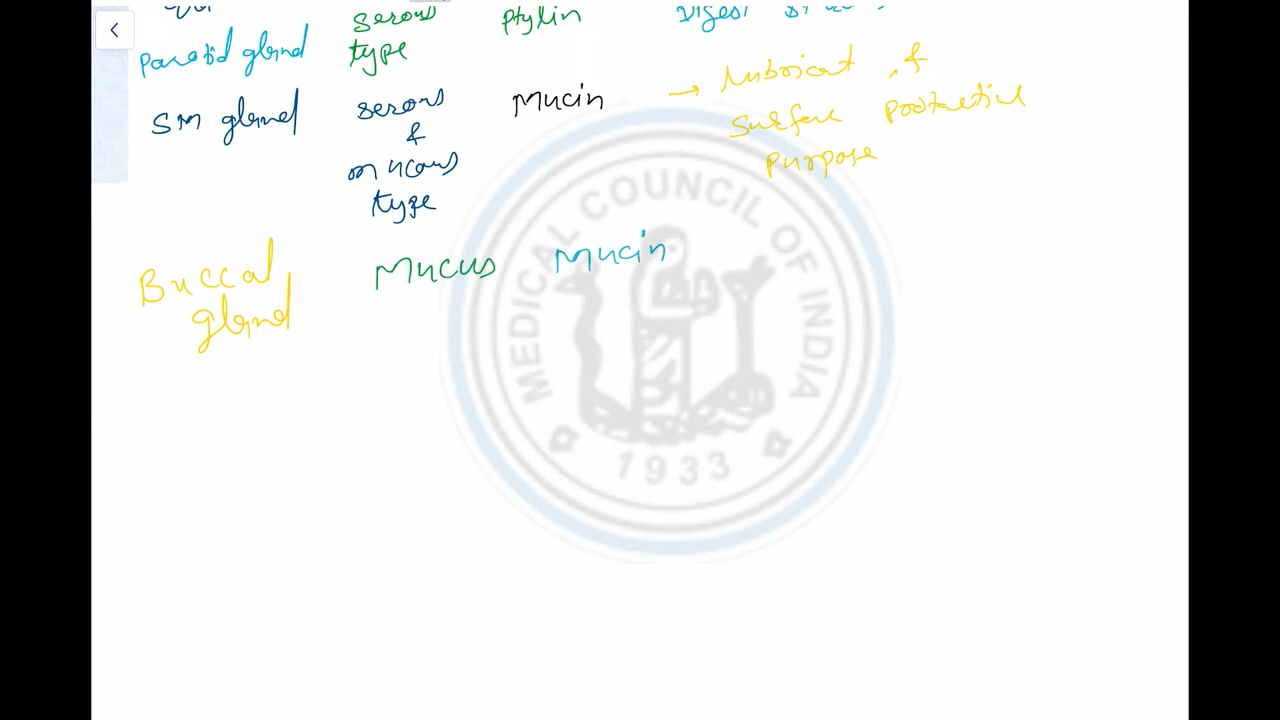 serous Ptylin Digest
Parotid gland type
Lubricant &
SM gland serous Mucin → surface protective
& purpose
mucous
type
Buccal Mucus Mucin
gland
MEDICAL COUNCIL OF INDIA
1933